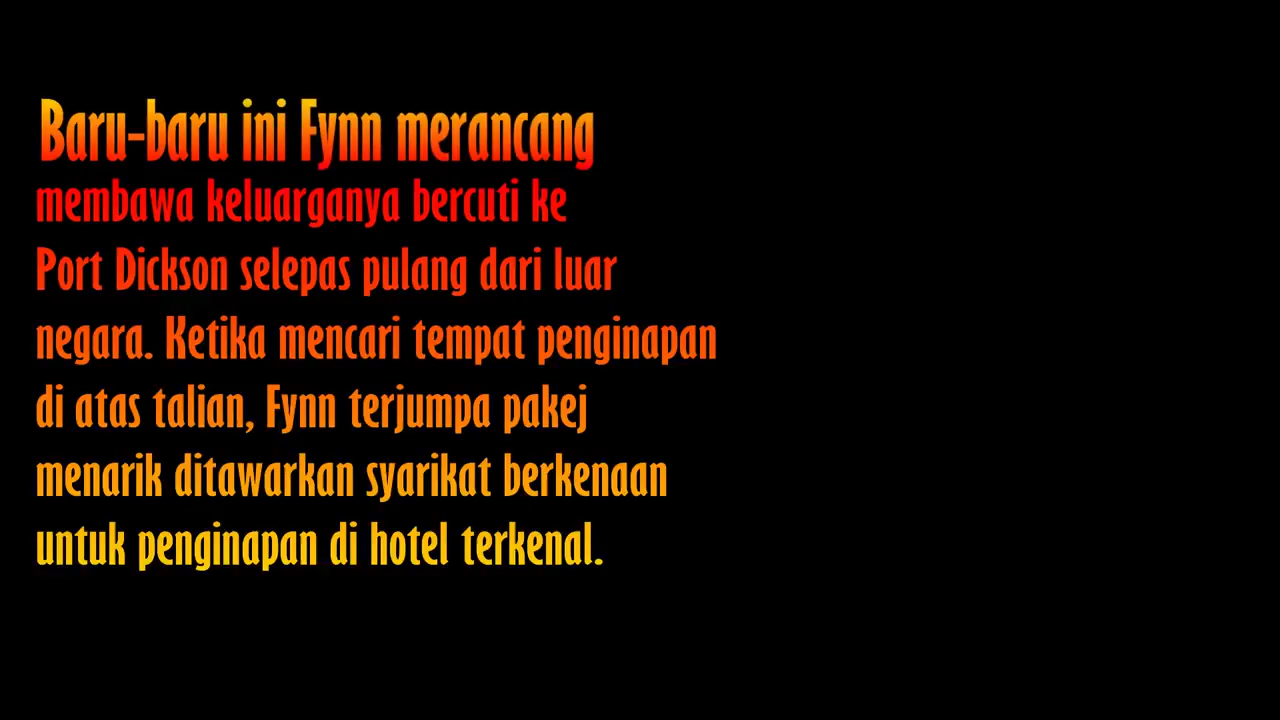 Baru-baru ini Fynn merancang
membawa keluarganya bercuti ke
Port Dickson selepas pulang dari luar
negara. Ketika mencari tempat penginapan
di atas talian, Fynn terjumpa pakej
menarik ditawarkan syarikat berkenaan
untuk penginapan di hotel terkenal.